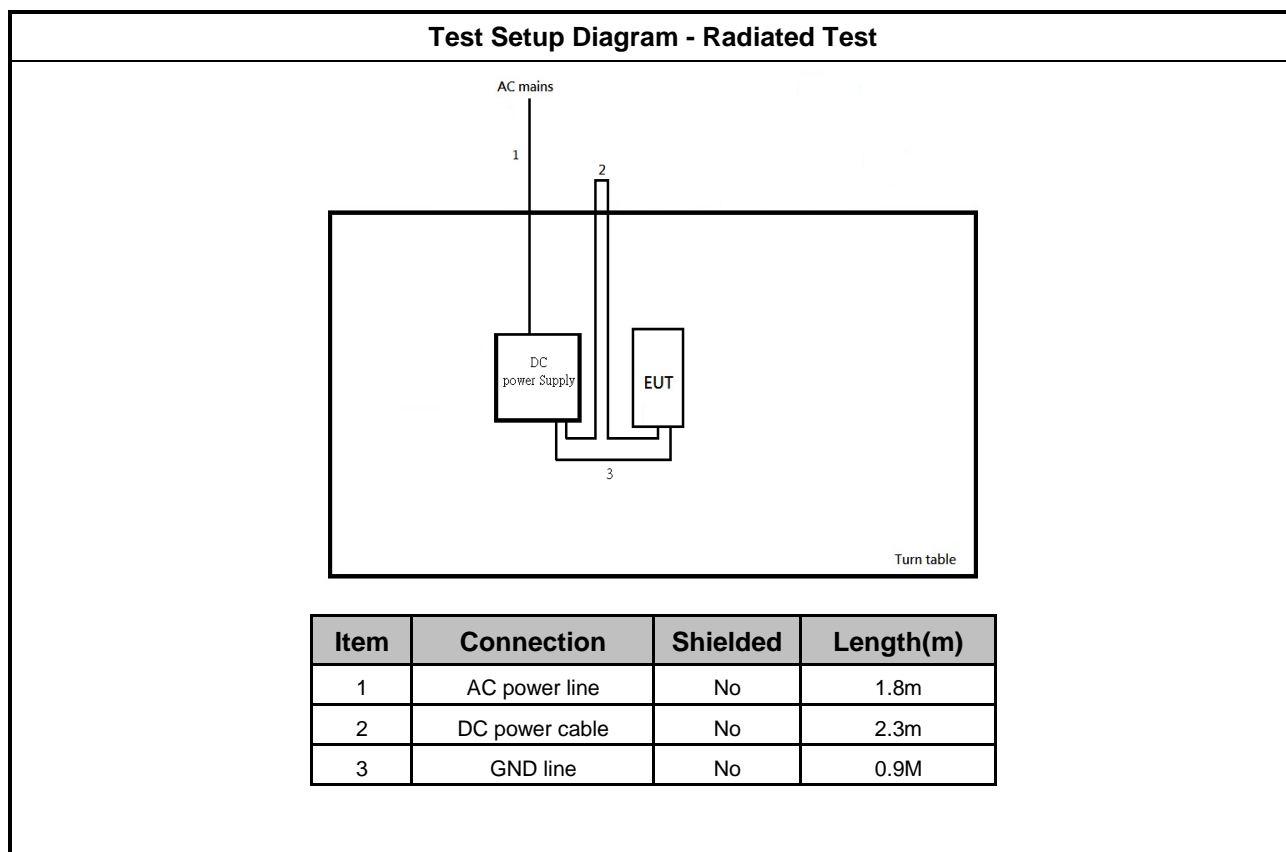 Test Setup Diagram - Radiated Test
AC mains
1
2
DC
power Supply
EUT
3
Turn table
Item Connection Shielded Length(m)
1 AC power line No 1.8m
2 DC power cable No 2.3m
3 GND line No 0.9M